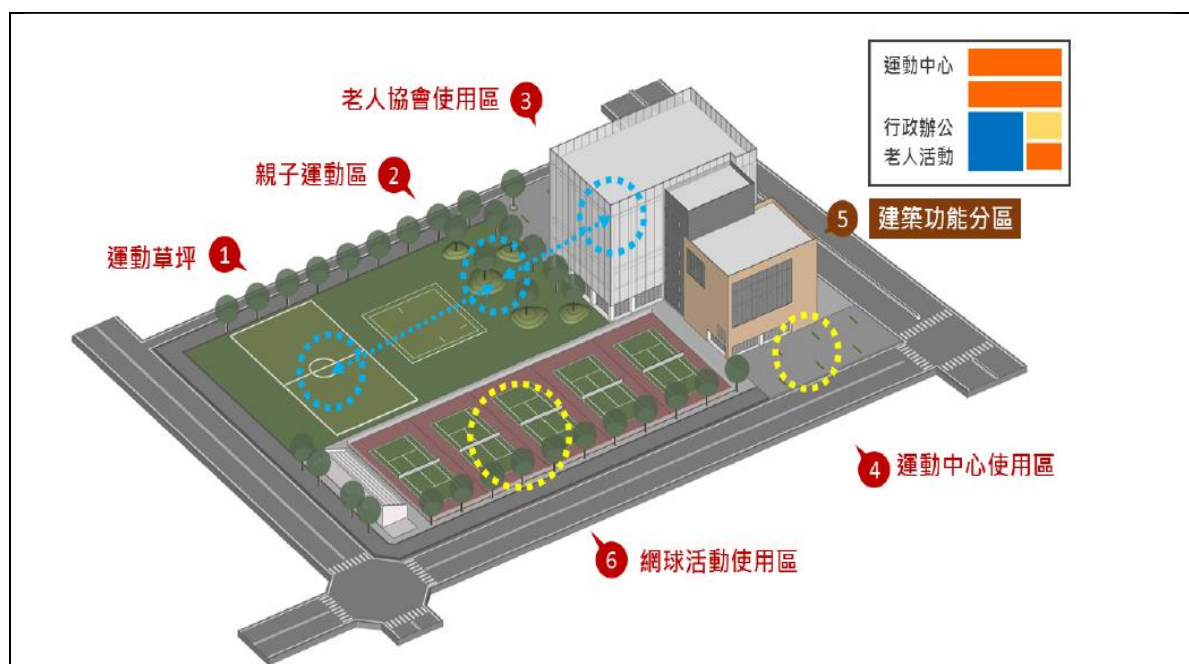 運動中心
行政辦公
老人活動
老人協會使用區 3
親子運動區 2
運動草坪 1
5 建築功能分區
4 運動中心使用區
6 網球活動使用區